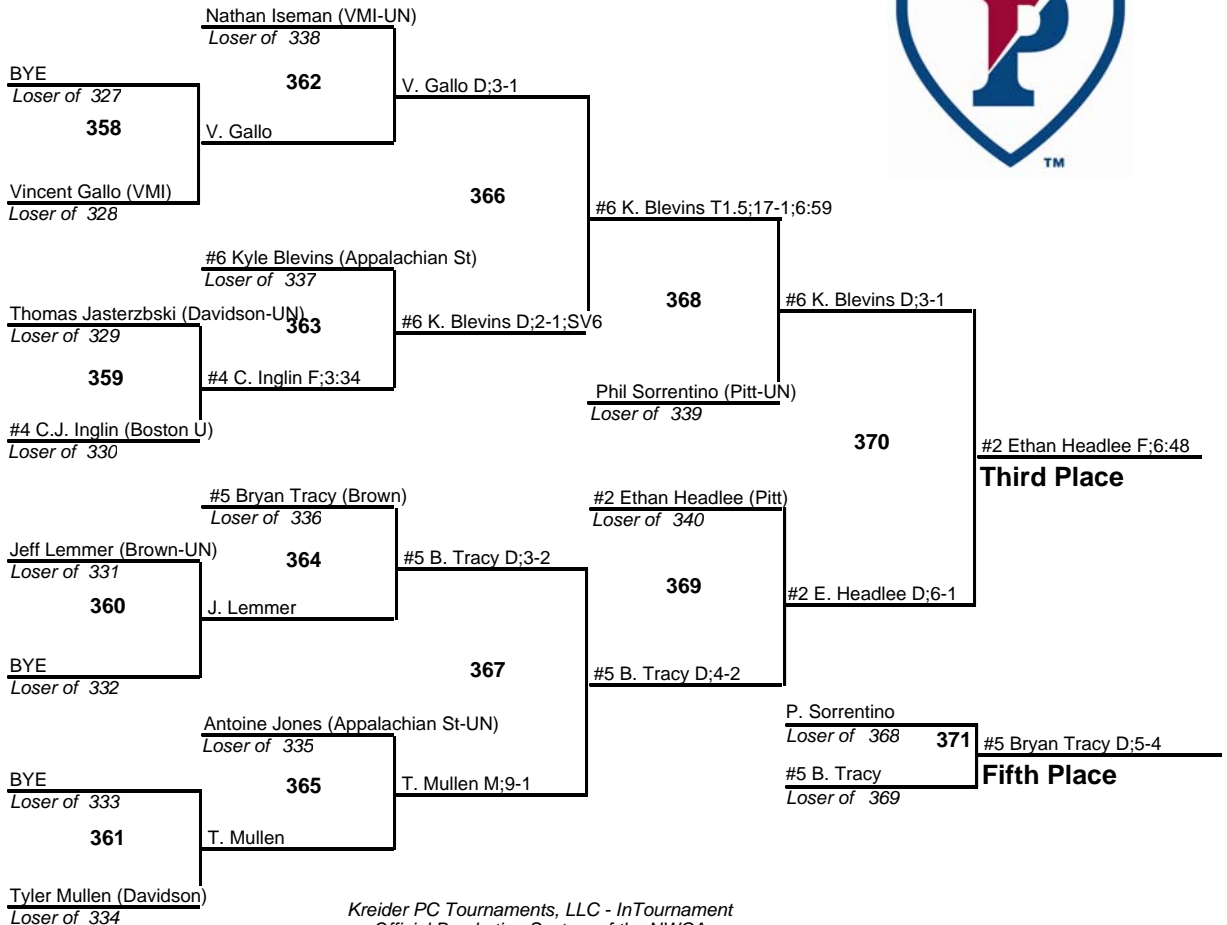 Nathan Iseman (VMI-UN)
Loser of 338
BYE
Loser of 327
362
V. Gallo D;3-1
358
V. Gallo
P
TM
Vincent Gallo (VMI)
Loser of 328
366
#6 K. Blevins T1.5;17-1;6:59
#6 Kyle Blevins (Appalachian St)
Loser of 337
Thomas Jasterzbski (Davidson-UN)
Loser of 329
363
#6 K. Blevins D;2-1;SV6
368
#6 K. Blevins D;3-1
359
#4 C. Inglin F;3:34
Phil Sorrentino (Pitt-UN)
Loser of 339
#4 C.J. Inglin (Boston U)
Loser of 330
370
#2 Ethan Headlee F;6:48
Third Place
#5 Bryan Tracy (Brown)
Loser of 336
#2 Ethan Headlee (Pitt)
Loser of 340
Jeff Lemmer (Brown-UN)
Loser of 331
364
#5 B. Tracy D;3-2
369
#2 E. Headlee D;6-1
360
J. Lemmer
BYE
Loser of 332
367
#5 B. Tracy D;4-2
Antoine Jones (Appalachian St-UN)
Loser of 335
P. Sorrentino
Loser of 368
371
#5 Bryan Tracy D;5-4
Fifth Place
#5 B. Tracy
Loser of 369
BYE
Loser of 333
365
T. Mullen M;9-1
361
T. Mullen
Tyler Mullen (Davidson)
Loser of 334
Kreider PC Tournaments, LLC - InTournament